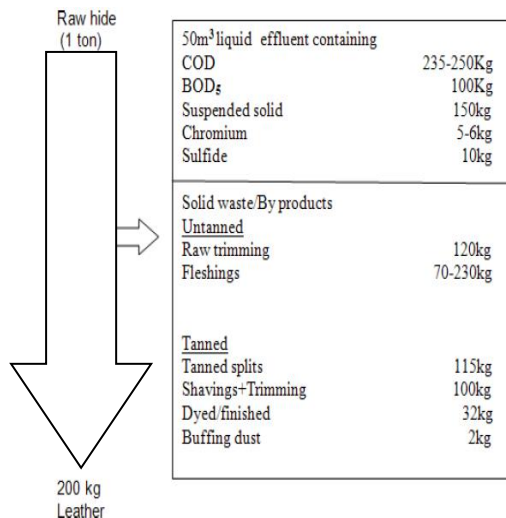 Raw hide
(1 ton)
50m³ liquid effluent containing
COD 235-250Kg
BOD₅ 100Kg
Suspended solid 150kg
Chromium 5-6kg
Sulfide 10kg
Solid waste/By products
Untanned
Raw trimming 120kg
Fleshings 70-230kg
Tanned
Tanned splits 115kg
Shavings+Trimming 100kg
Dyed/finished 32kg
Buffing dust 2kg
200 kg
Leather